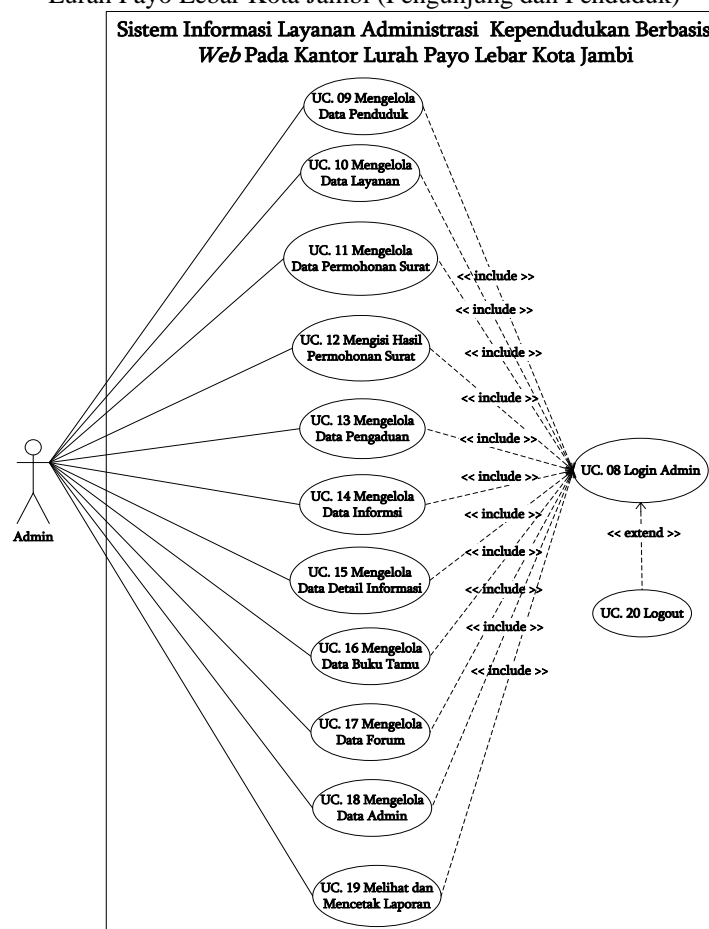 Lurah Payo Lebar Kota Jambi (Pengunjung dan Penduduk)
Sistem Informasi Layanan Administrasi Kependudukan Berbasis
Web Pada Kantor Lurah Payo Lebar Kota Jambi
UC. 09 Mengelola
Data Penduduk
UC. 10 Mengelola
Data Layanan
UC. 11 Mengelola
Data Permohonan Surat
<< include >>
<< include >>
UC. 12 Mengisi Hasil
Permohonan Surat
<< include >>
<< include >>
UC. 13 Mengelola
Data Pengaduan
<< include >>
UC. 08 Login Admin
<< include >>
UC. 14 Mengelola
Data Informsi
<< include >>
Admin
<< extend >>
<< include >>
UC. 15 Mengelola
Data Detail Informasi
<< include >>
UC. 20 Logout
<< include >>
UC. 16 Mengelola
Data Buku Tamu
<< include >>
UC. 17 Mengelola
Data Forum
UC. 18 Mengelola
Data Admin
UC. 19 Melihat dan
Mencetak Laporan